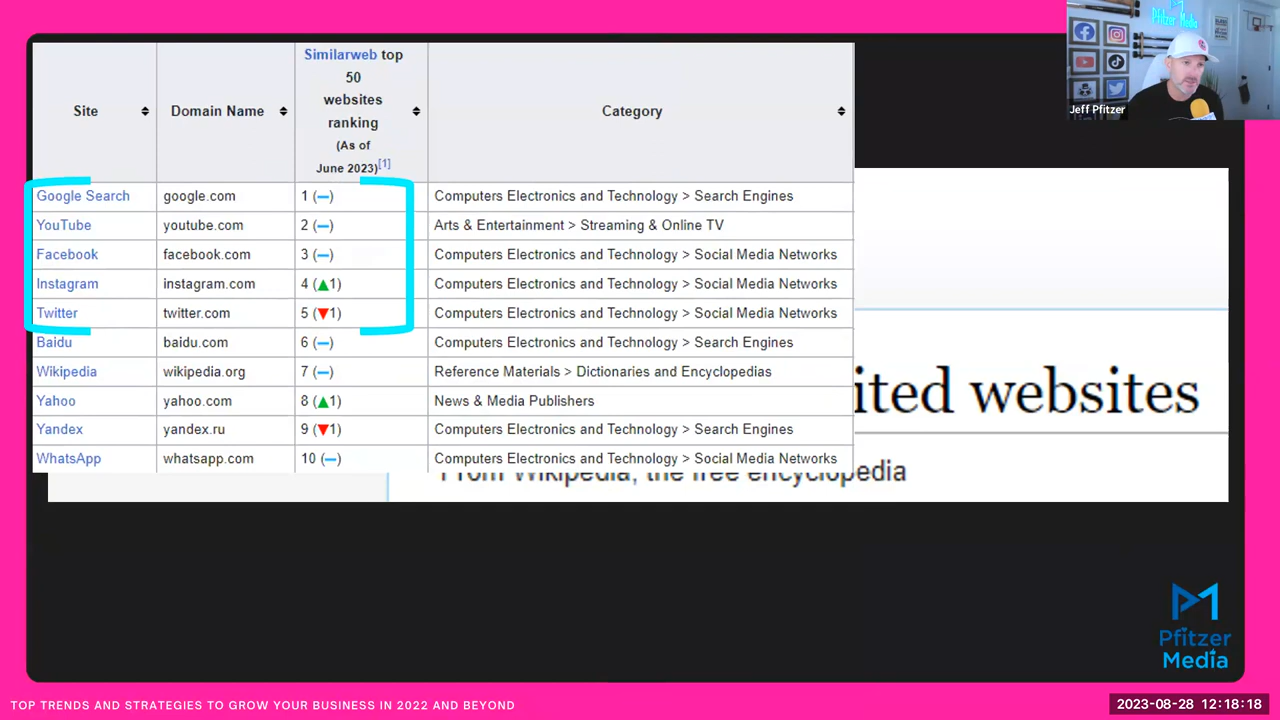 Site
Domain Name
Similarweb top
50
websites
ranking
(As of
June 2023)[1]
Category
Google Search google.com 1 (—) Computers Electronics and Technology > Search Engines
YouTube youtube.com 2 (—) Arts & Entertainment > Streaming & Online TV
Facebook facebook.com 3 (—) Computers Electronics and Technology > Social Media Networks
Instagram instagram.com 4 (▲1) Computers Electronics and Technology > Social Media Networks
Twitter twitter.com 5 (▼1) Computers Electronics and Technology > Social Media Networks
Baidu baidu.com 6 (—) Computers Electronics and Technology > Search Engines
Wikipedia wikipedia.org 7 (—) Reference Materials > Dictionaries and Encyclopedias
Yahoo yahoo.com 8 (▲1) News & Media Publishers
Yandex yandex.ru 9 (▼1) Computers Electronics and Technology > Search Engines
WhatsApp whatsapp.com 10 (—) Computers Electronics and Technology > Social Media Networks
ited websites
From Wikipedia, the free encyclopedia
Pfitzer Media
Jeff Pfitzer
Pfitzer
Media
TOP TRENDS AND STRATEGIES TO GROW YOUR BUSINESS IN 2022 AND BEYOND
2023-08-28 12:18:18